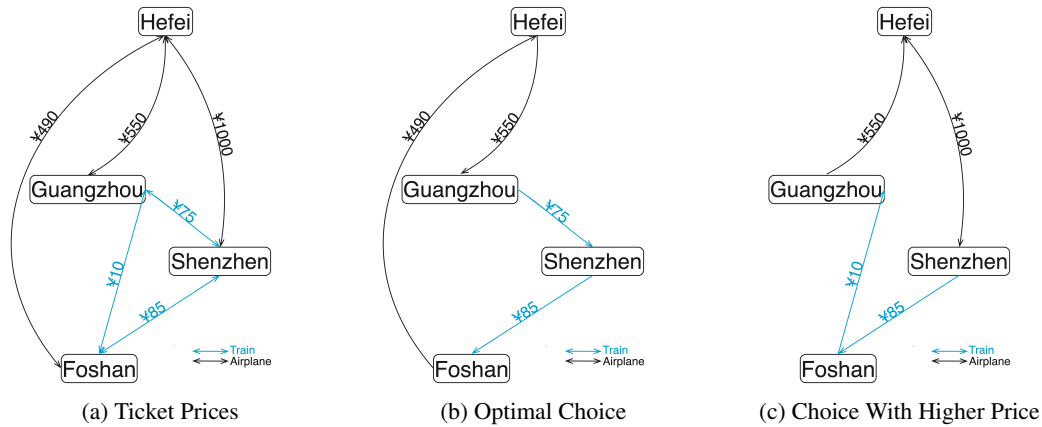 Hefei
¥490
¥550
¥1000
Guangzhou
¥75
Shenzhen
¥10
¥85
Foshan
Train
Airplane
(a) Ticket Prices
Hefei
¥490
¥550
Guangzhou
¥75
Shenzhen
¥85
Foshan
Train
Airplane
(b) Optimal Choice
Hefei
¥550
¥1000
Guangzhou
Shenzhen
¥10
¥85
Foshan
Train
Airplane
(c) Choice With Higher Price